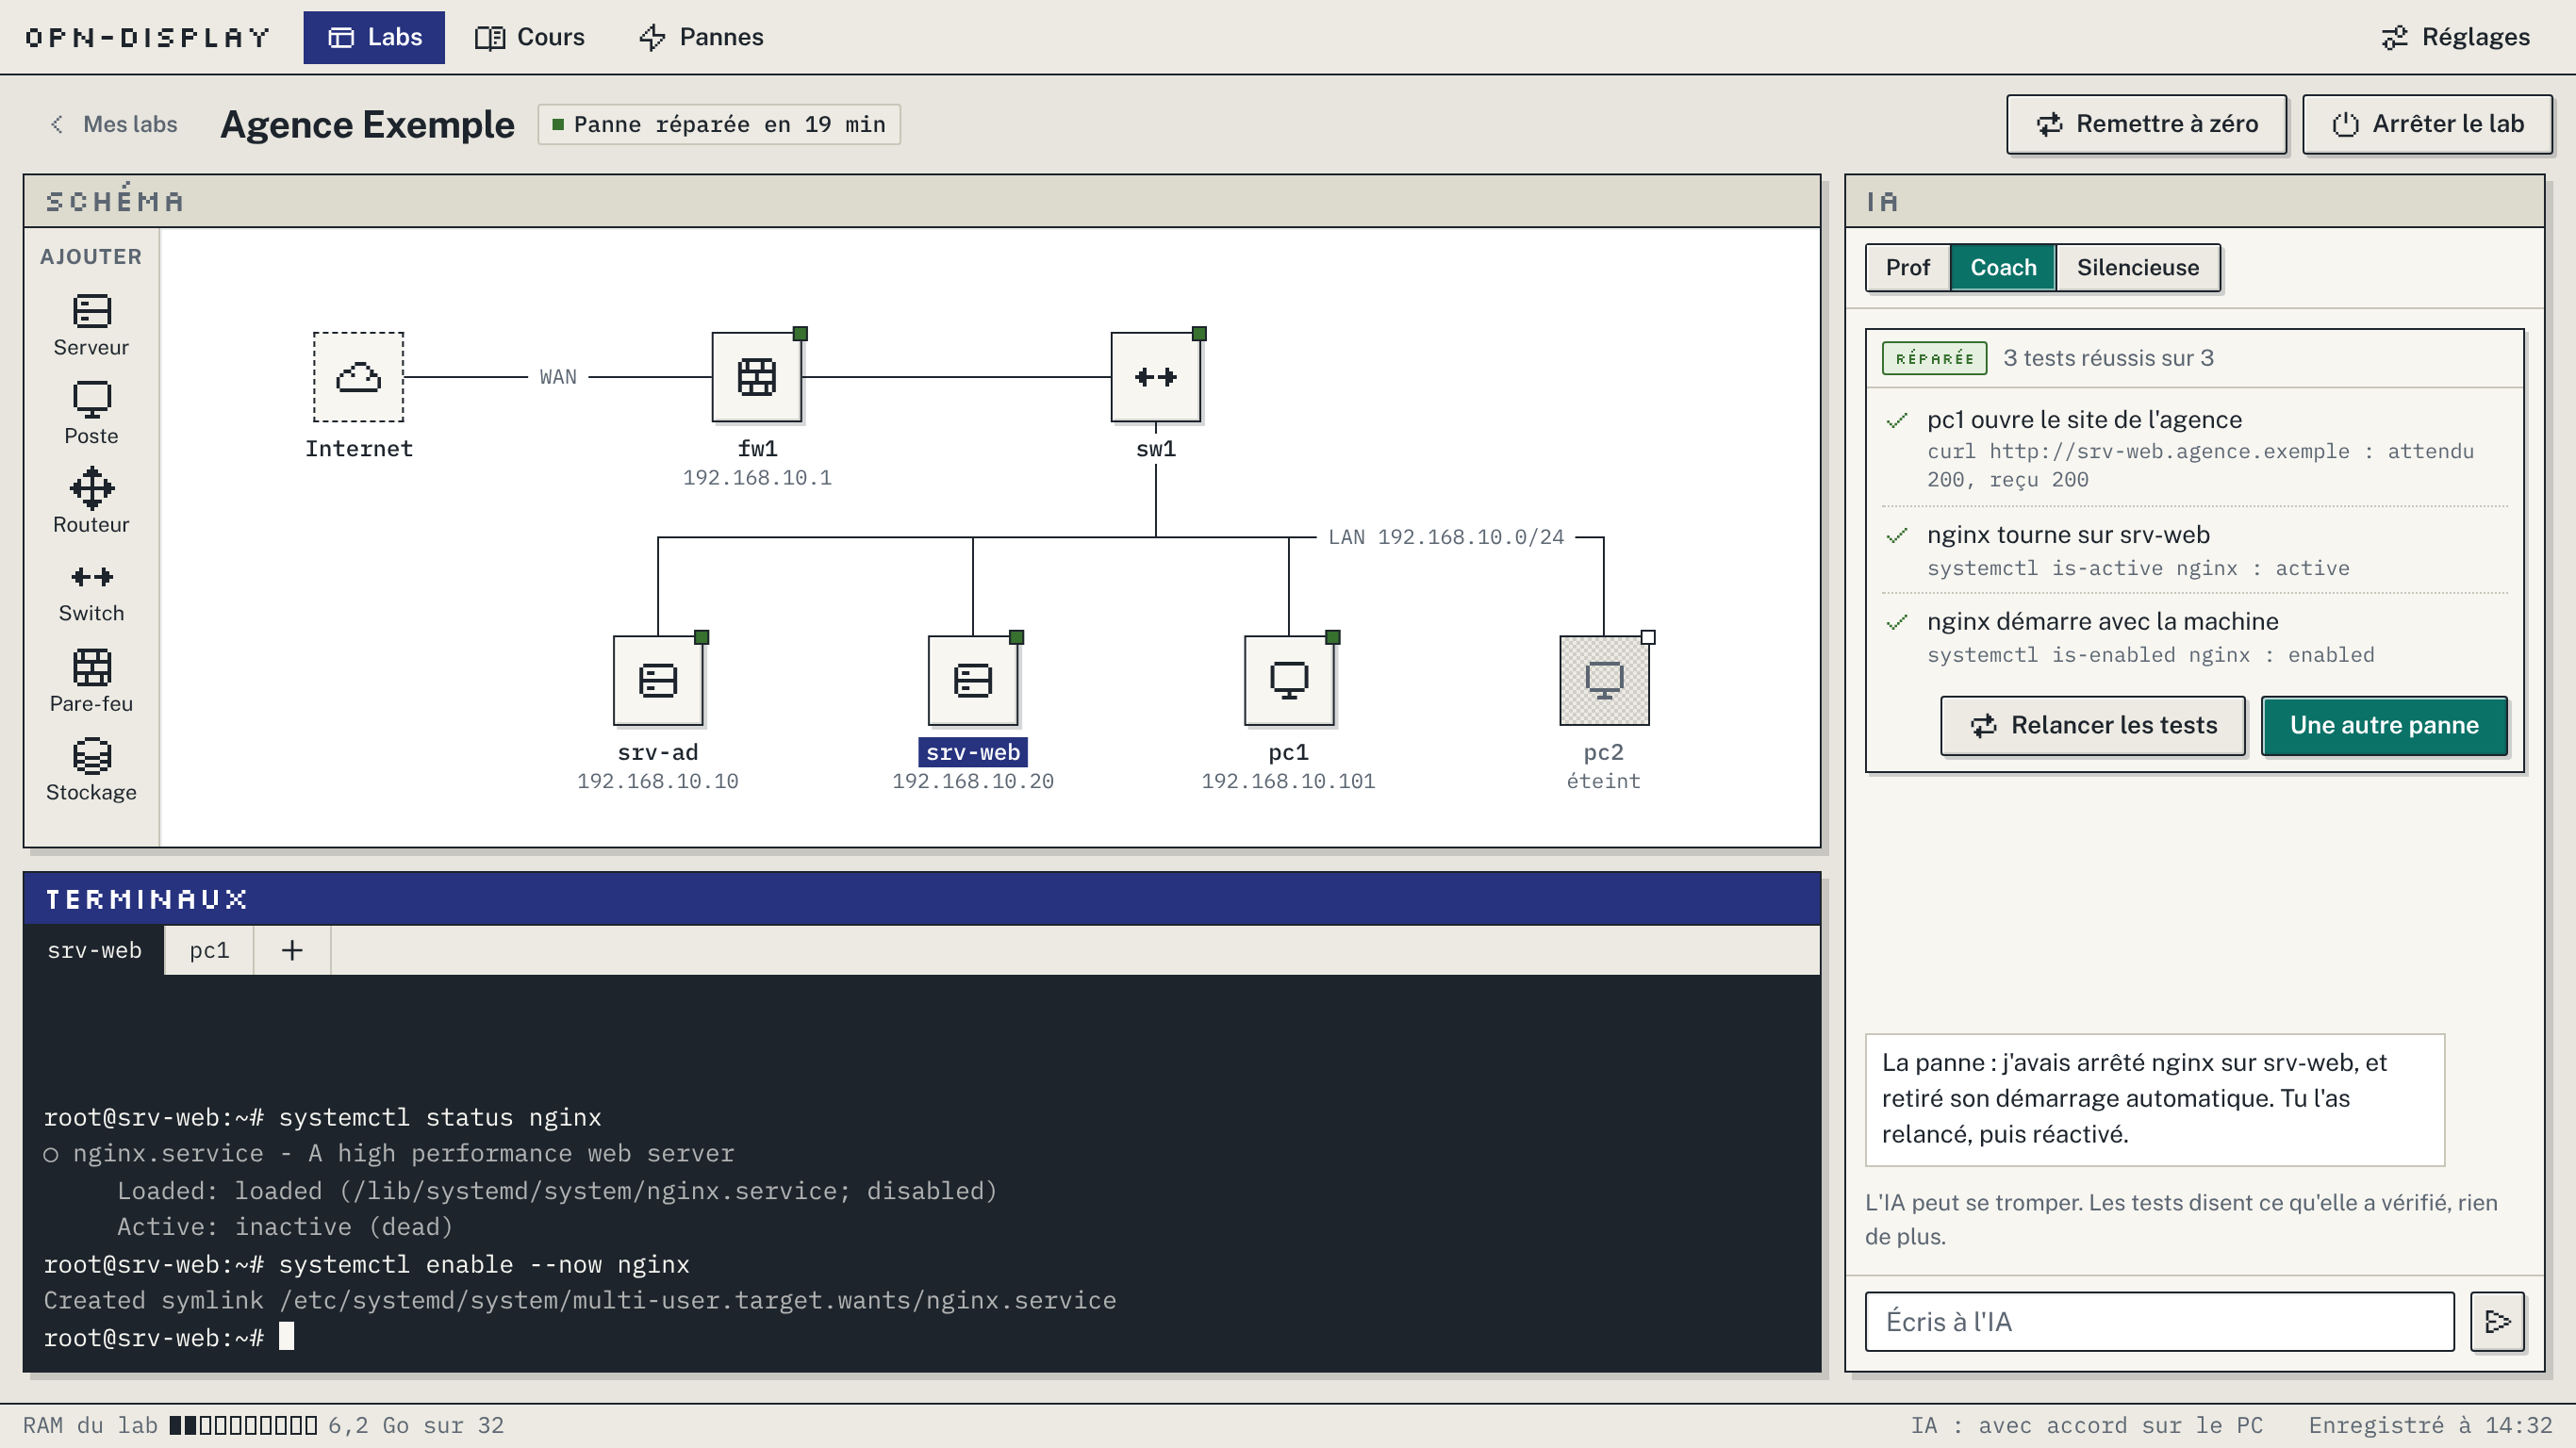 OPN-DISPLAY
Labs
Cours
Pannes
Réglages
Mes labs
Agence Exemple
Panne réparée en 19 min
Remettre à zéro
Arrêter le lab
SCHÉMA
AJOUTER
Serveur
Poste
Routeur
Switch
Pare-feu
Stockage
Internet
WAN
fw1
192.168.10.1
sw1
LAN 192.168.10.0/24
srv-ad
192.168.10.10
srv-web
192.168.10.20
pc1
192.168.10.101
pc2
éteint
TERMINAUX
srv-web
pc1
+
root@srv-web:~# systemctl status nginx
○ nginx.service - A high performance web server
Loaded: loaded (/lib/systemd/system/nginx.service; disabled)
Active: inactive (dead)
root@srv-web:~# systemctl enable --now nginx
Created symlink /etc/systemd/system/multi-user.target.wants/nginx.service
root@srv-web:~#
IA
Prof
Coach
Silencieuse
RÉPARÉE
3 tests réussis sur 3
pc1 ouvre le site de l'agence
curl http://srv-web.agence.exemple : attendu
200, reçu 200
nginx tourne sur srv-web
systemctl is-active nginx : active
nginx démarre avec la machine
systemctl is-enabled nginx : enabled
Relancer les tests
Une autre panne
La panne : j'avais arrêté nginx sur srv-web, et
retiré son démarrage automatique. Tu l'as
relancé, puis réactivé.
L'IA peut se tromper. Les tests disent ce qu'elle a vérifié, rien
de plus.
Écris à l'IA
RAM du lab
6,2 Go sur 32
IA : avec accord sur le PC
Enregistré à 14:32